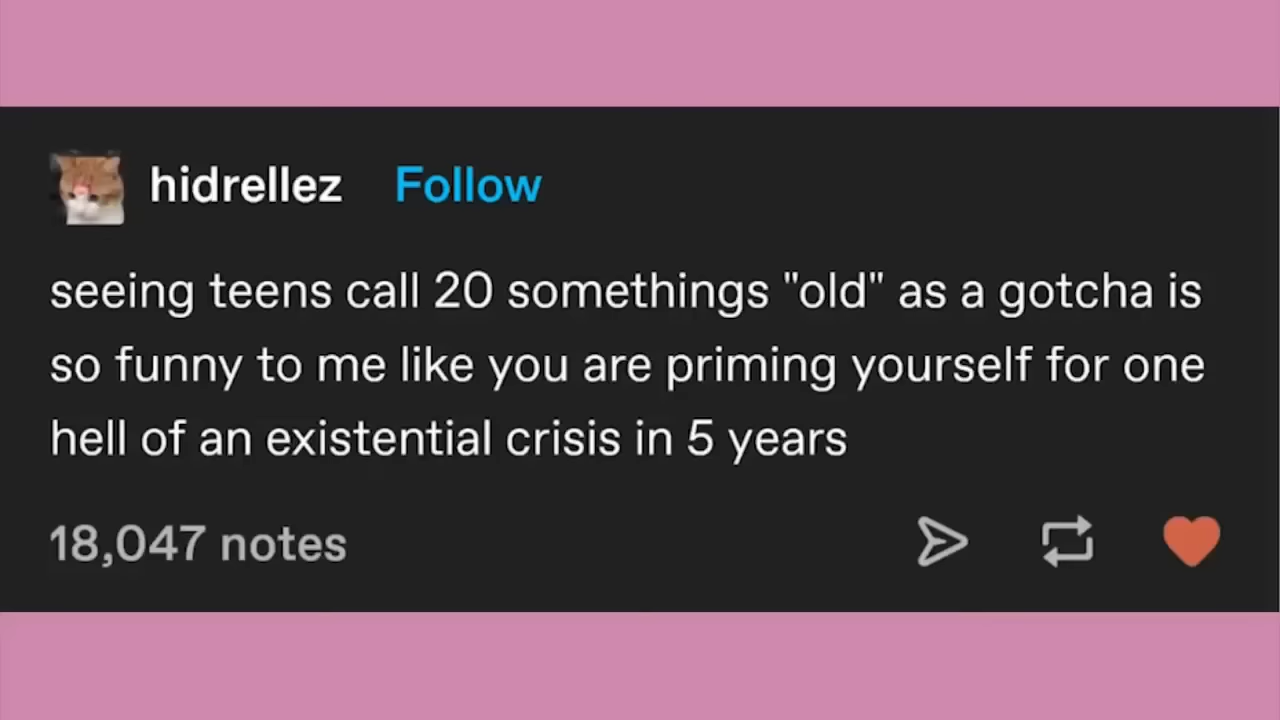 hidrellez Follow
seeing teens call 20 somethings "old" as a gotcha is
so funny to me like you are priming yourself for one
hell of an existential crisis in 5 years
18,047 notes